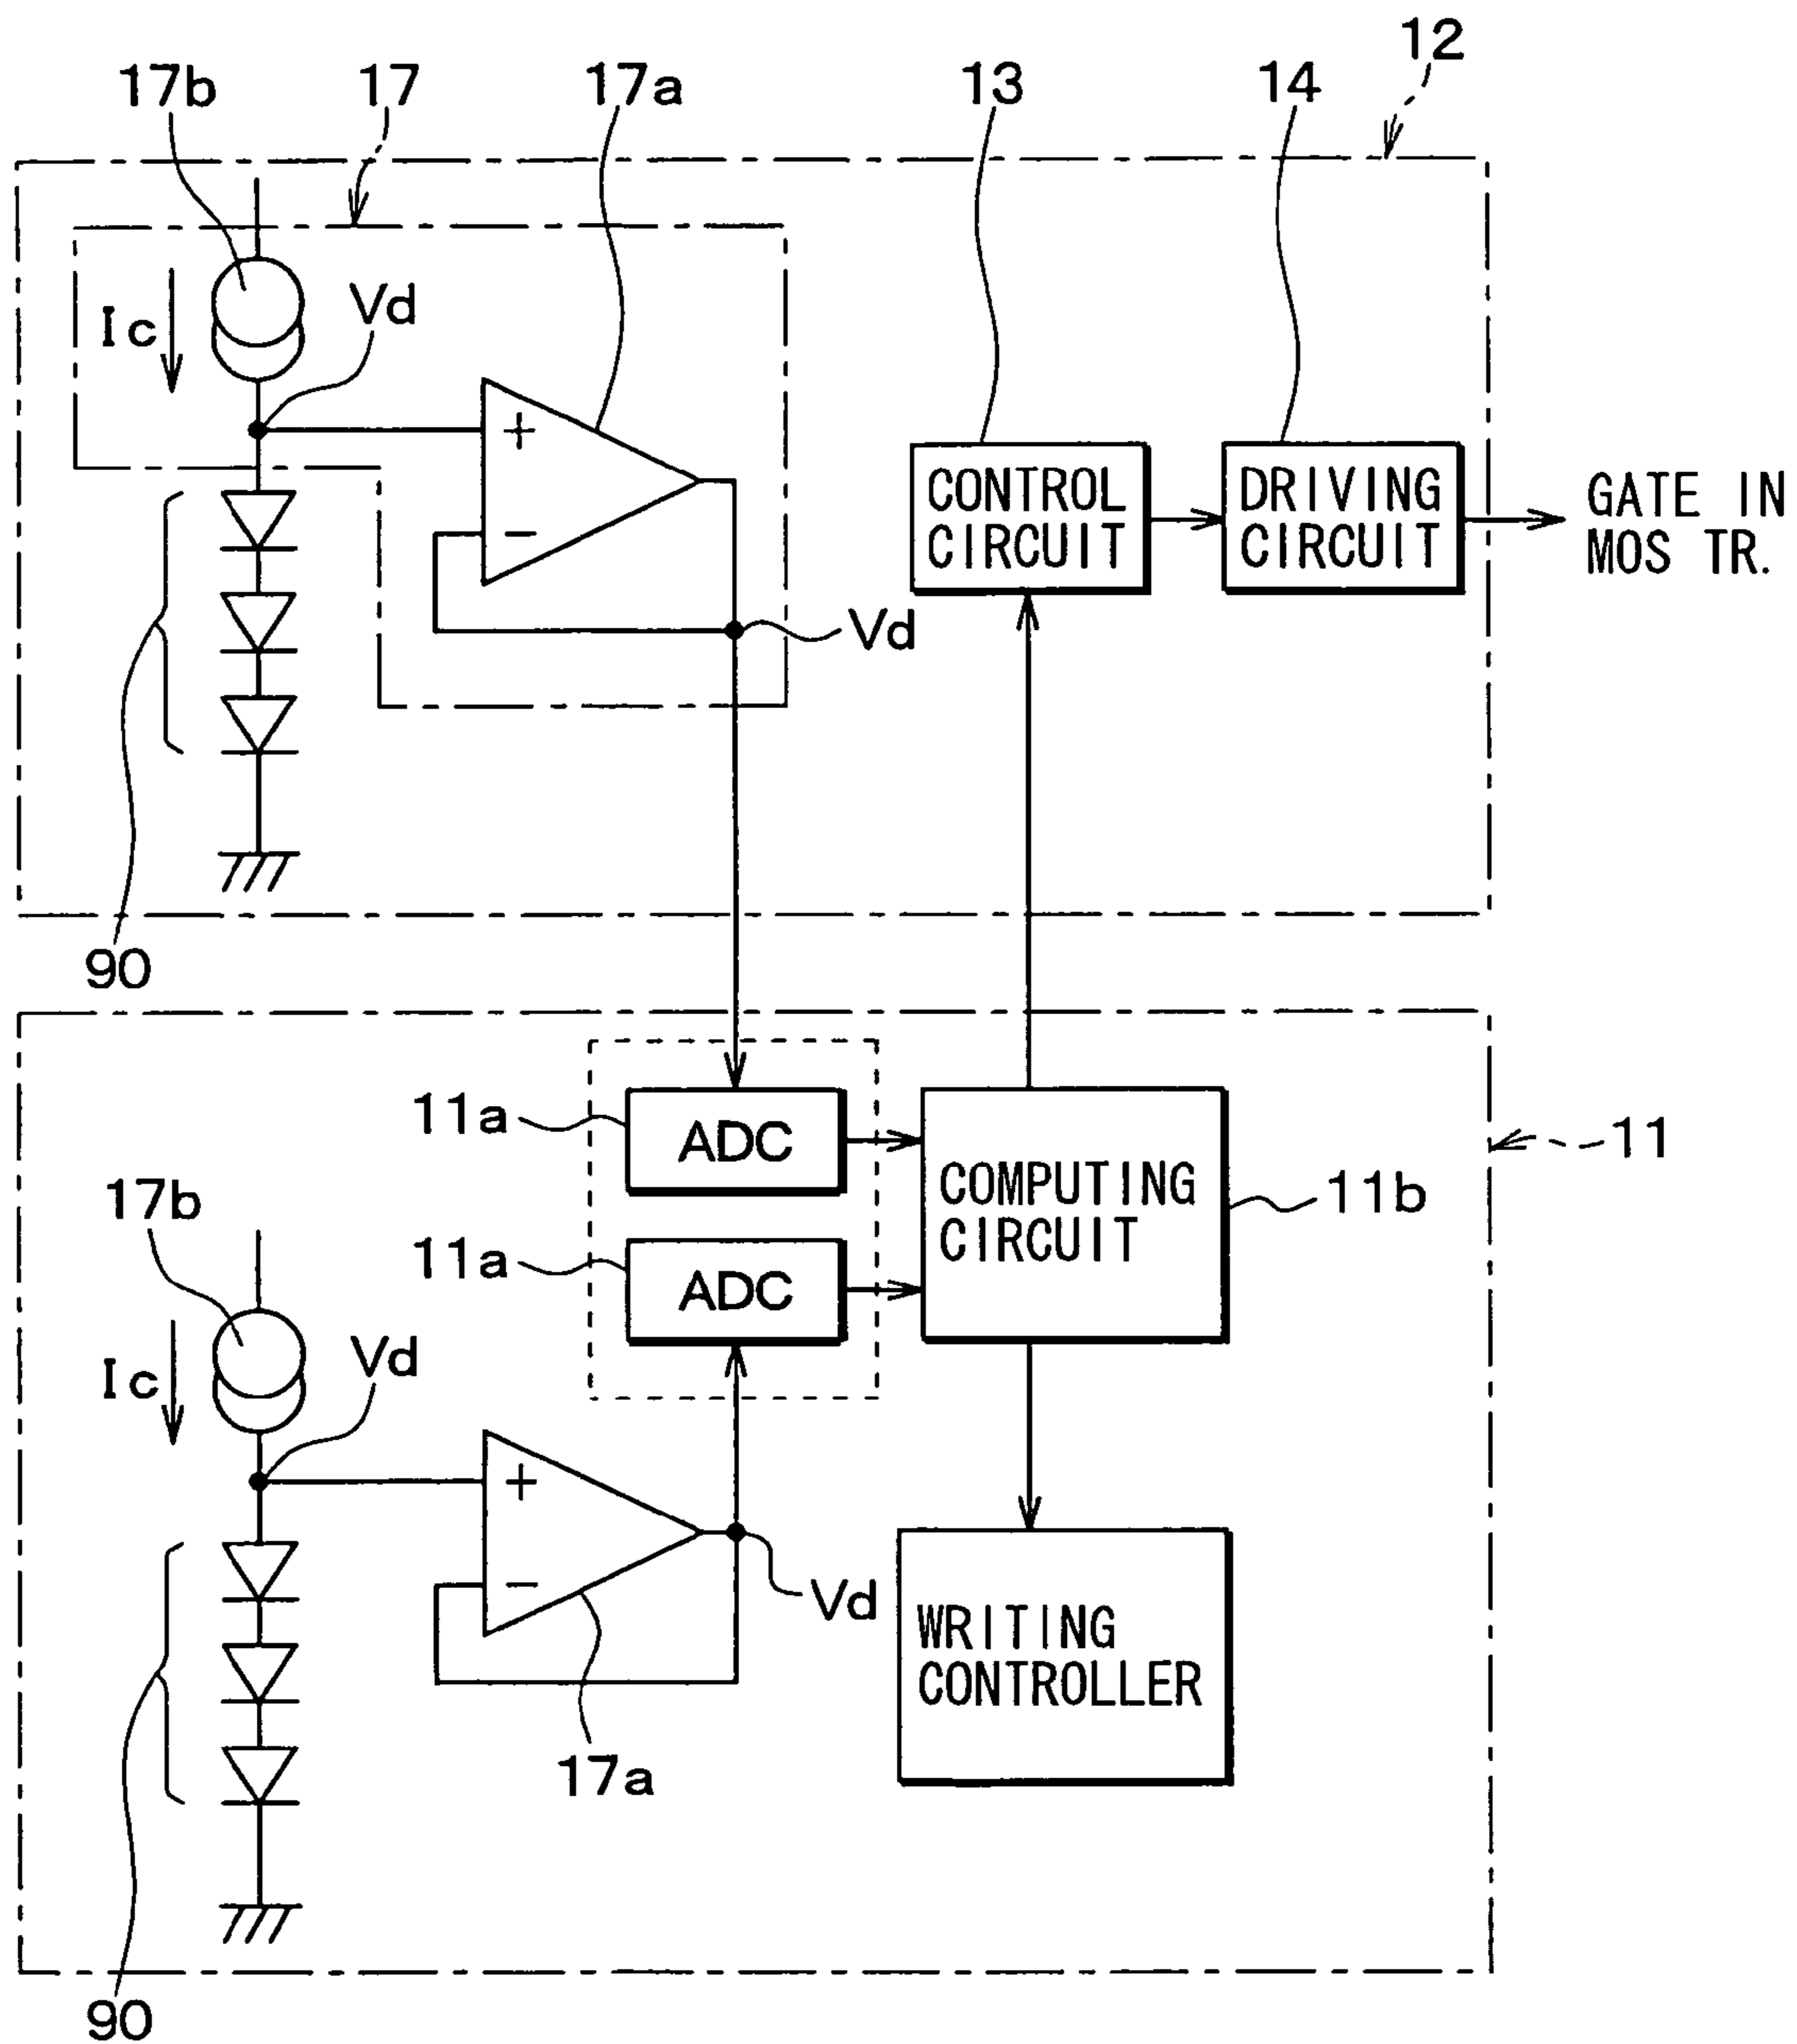 12
17b
17
17a
13
14
Ic
Vd
+
−
CONTROL
CIRCUIT
DRIVING
CIRCUIT
GATE IN
MOS TR.
Vd
90
11a
ADC
11
COMPUTING
CIRCUIT
11b
17b
11a
ADC
Ic
Vd
+
−
Vd
WRITING
CONTROLLER
17a
90